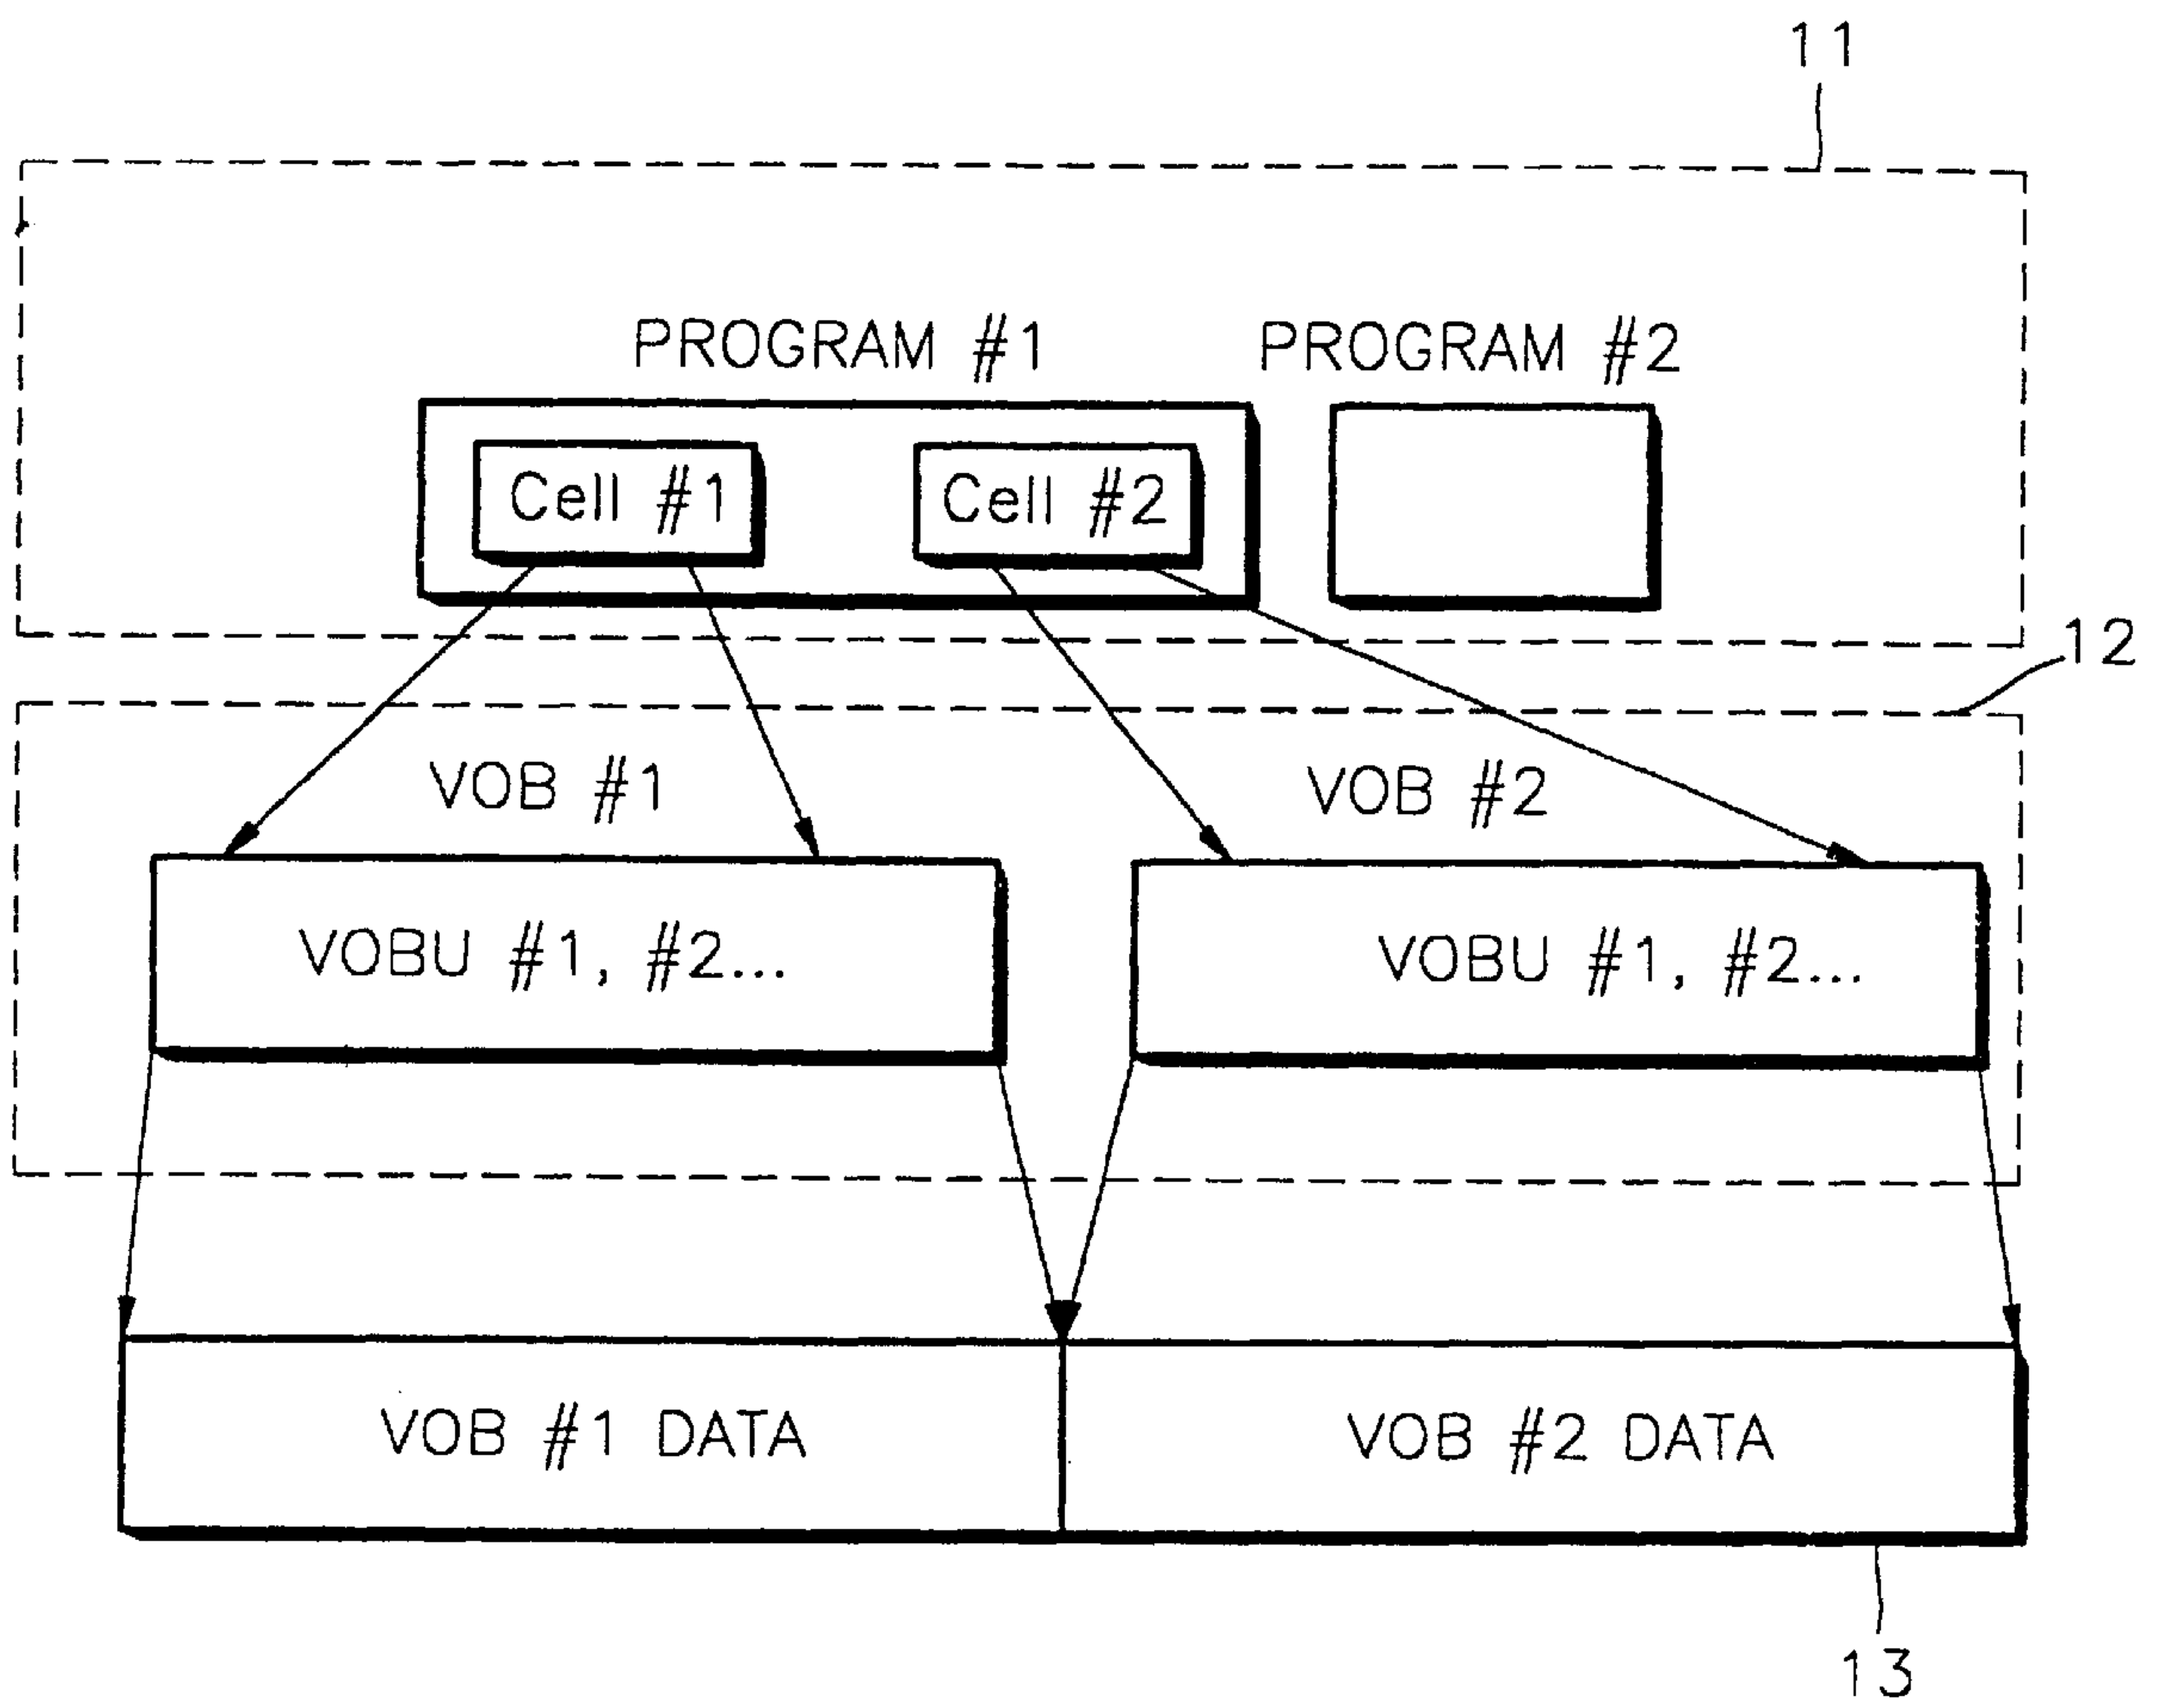 11
PROGRAM #1
PROGRAM #2
Cell #1
Cell #2
12
VOB #1
VOB #2
VOBU #1, #2...
VOBU #1, #2...
VOB #1 DATA
VOB #2 DATA
13